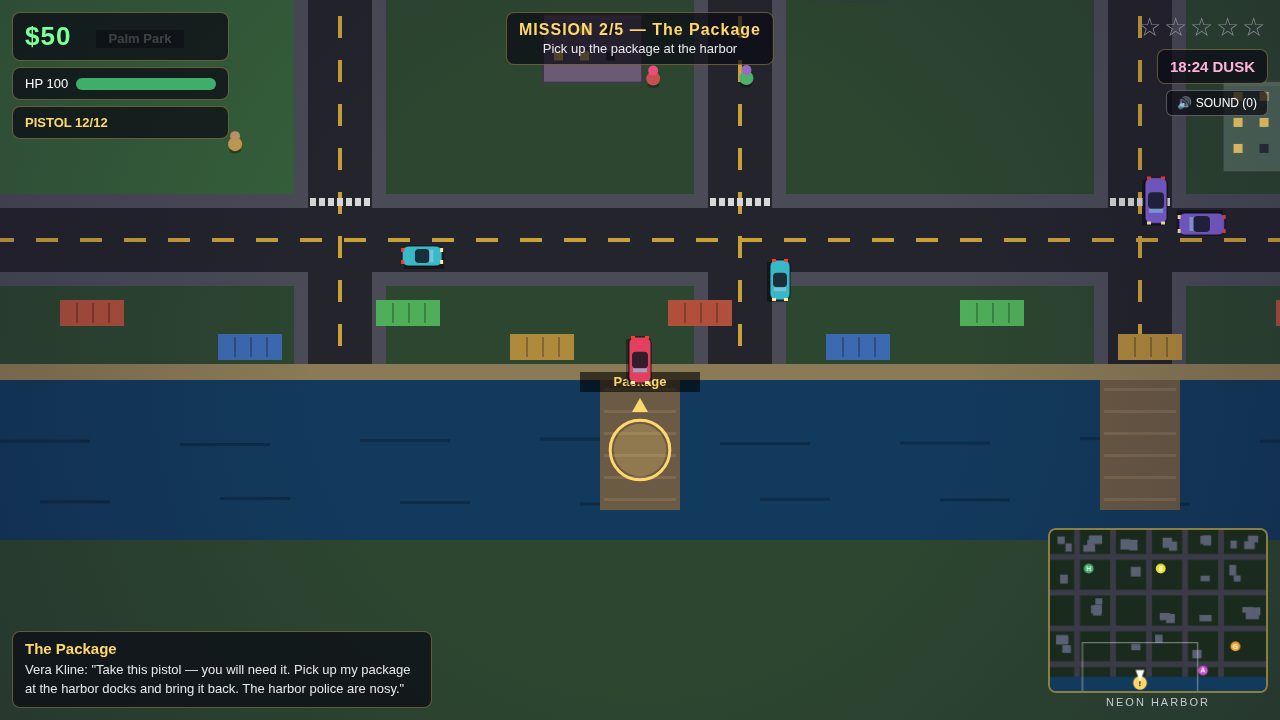 $50
Palm Park
HP 100
PISTOL 12/12
MISSION 2/5 — The Package
Pick up the package at the harbor
☆☆☆☆☆
18:24 DUSK
🔊 SOUND (0)
Package
The Package
Vera Kline: "Take this pistol — you will need it. Pick up my package
at the harbor docks and bring it back. The harbor police are nosy."
H
$
G
A
!
NEON HARBOR